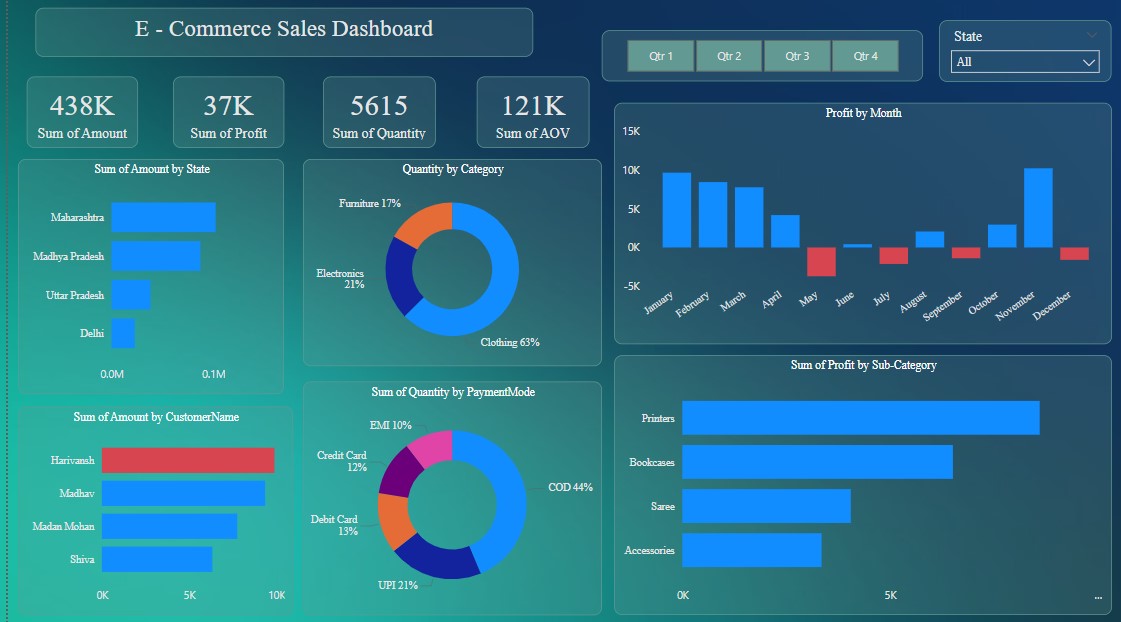 E - Commerce Sales Dashboard
Qtr 1
Qtr 2
Qtr 3
Qtr 4
State
All
438K
Sum of Amount
37K
Sum of Profit
5615
Sum of Quantity
121K
Sum of AOV
Sum of Amount by State
Maharashtra
Madhya Pradesh
Uttar Pradesh
Delhi
0.0M
0.1M
Quantity by Category
Furniture 17%
Electronics
21%
Clothing 63%
Profit by Month
15K
10K
5K
0K
-5K
January
February
March
April
May
June
July
August
September
October
November
December
Sum of Amount by CustomerName
Harivansh
Madhav
Madan Mohan
Shiva
0K
5K
10K
Sum of Quantity by PaymentMode
EMI 10%
Credit Card
12%
COD 44%
Debit Card
13%
UPI 21%
Sum of Profit by Sub-Category
Printers
Bookcases
Saree
Accessories
0K
5K
...